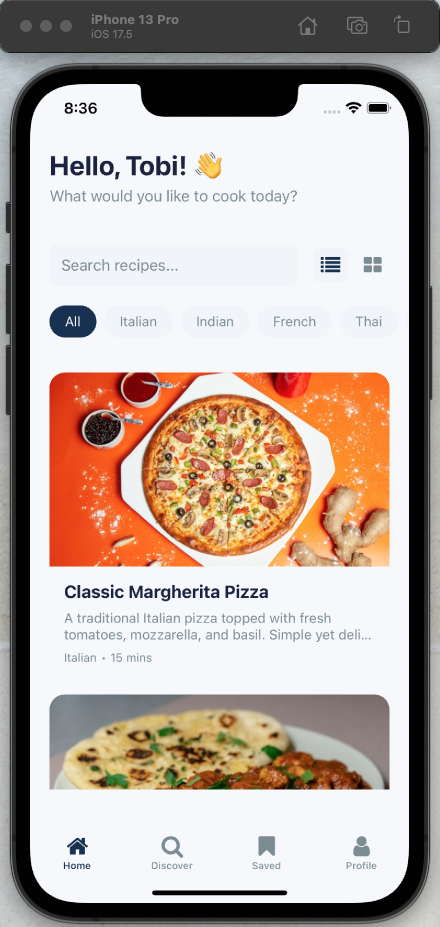 iPhone 13 Pro
iOS 17.5
8:36
Hello, Tobi! 👋
What would you like to cook today?
Search recipes...
All Italian Indian French Thai
Classic Margherita Pizza
A traditional Italian pizza topped with fresh
tomatoes, mozzarella, and basil. Simple yet deli...
Italian • 15 mins
Home Discover Saved Profile